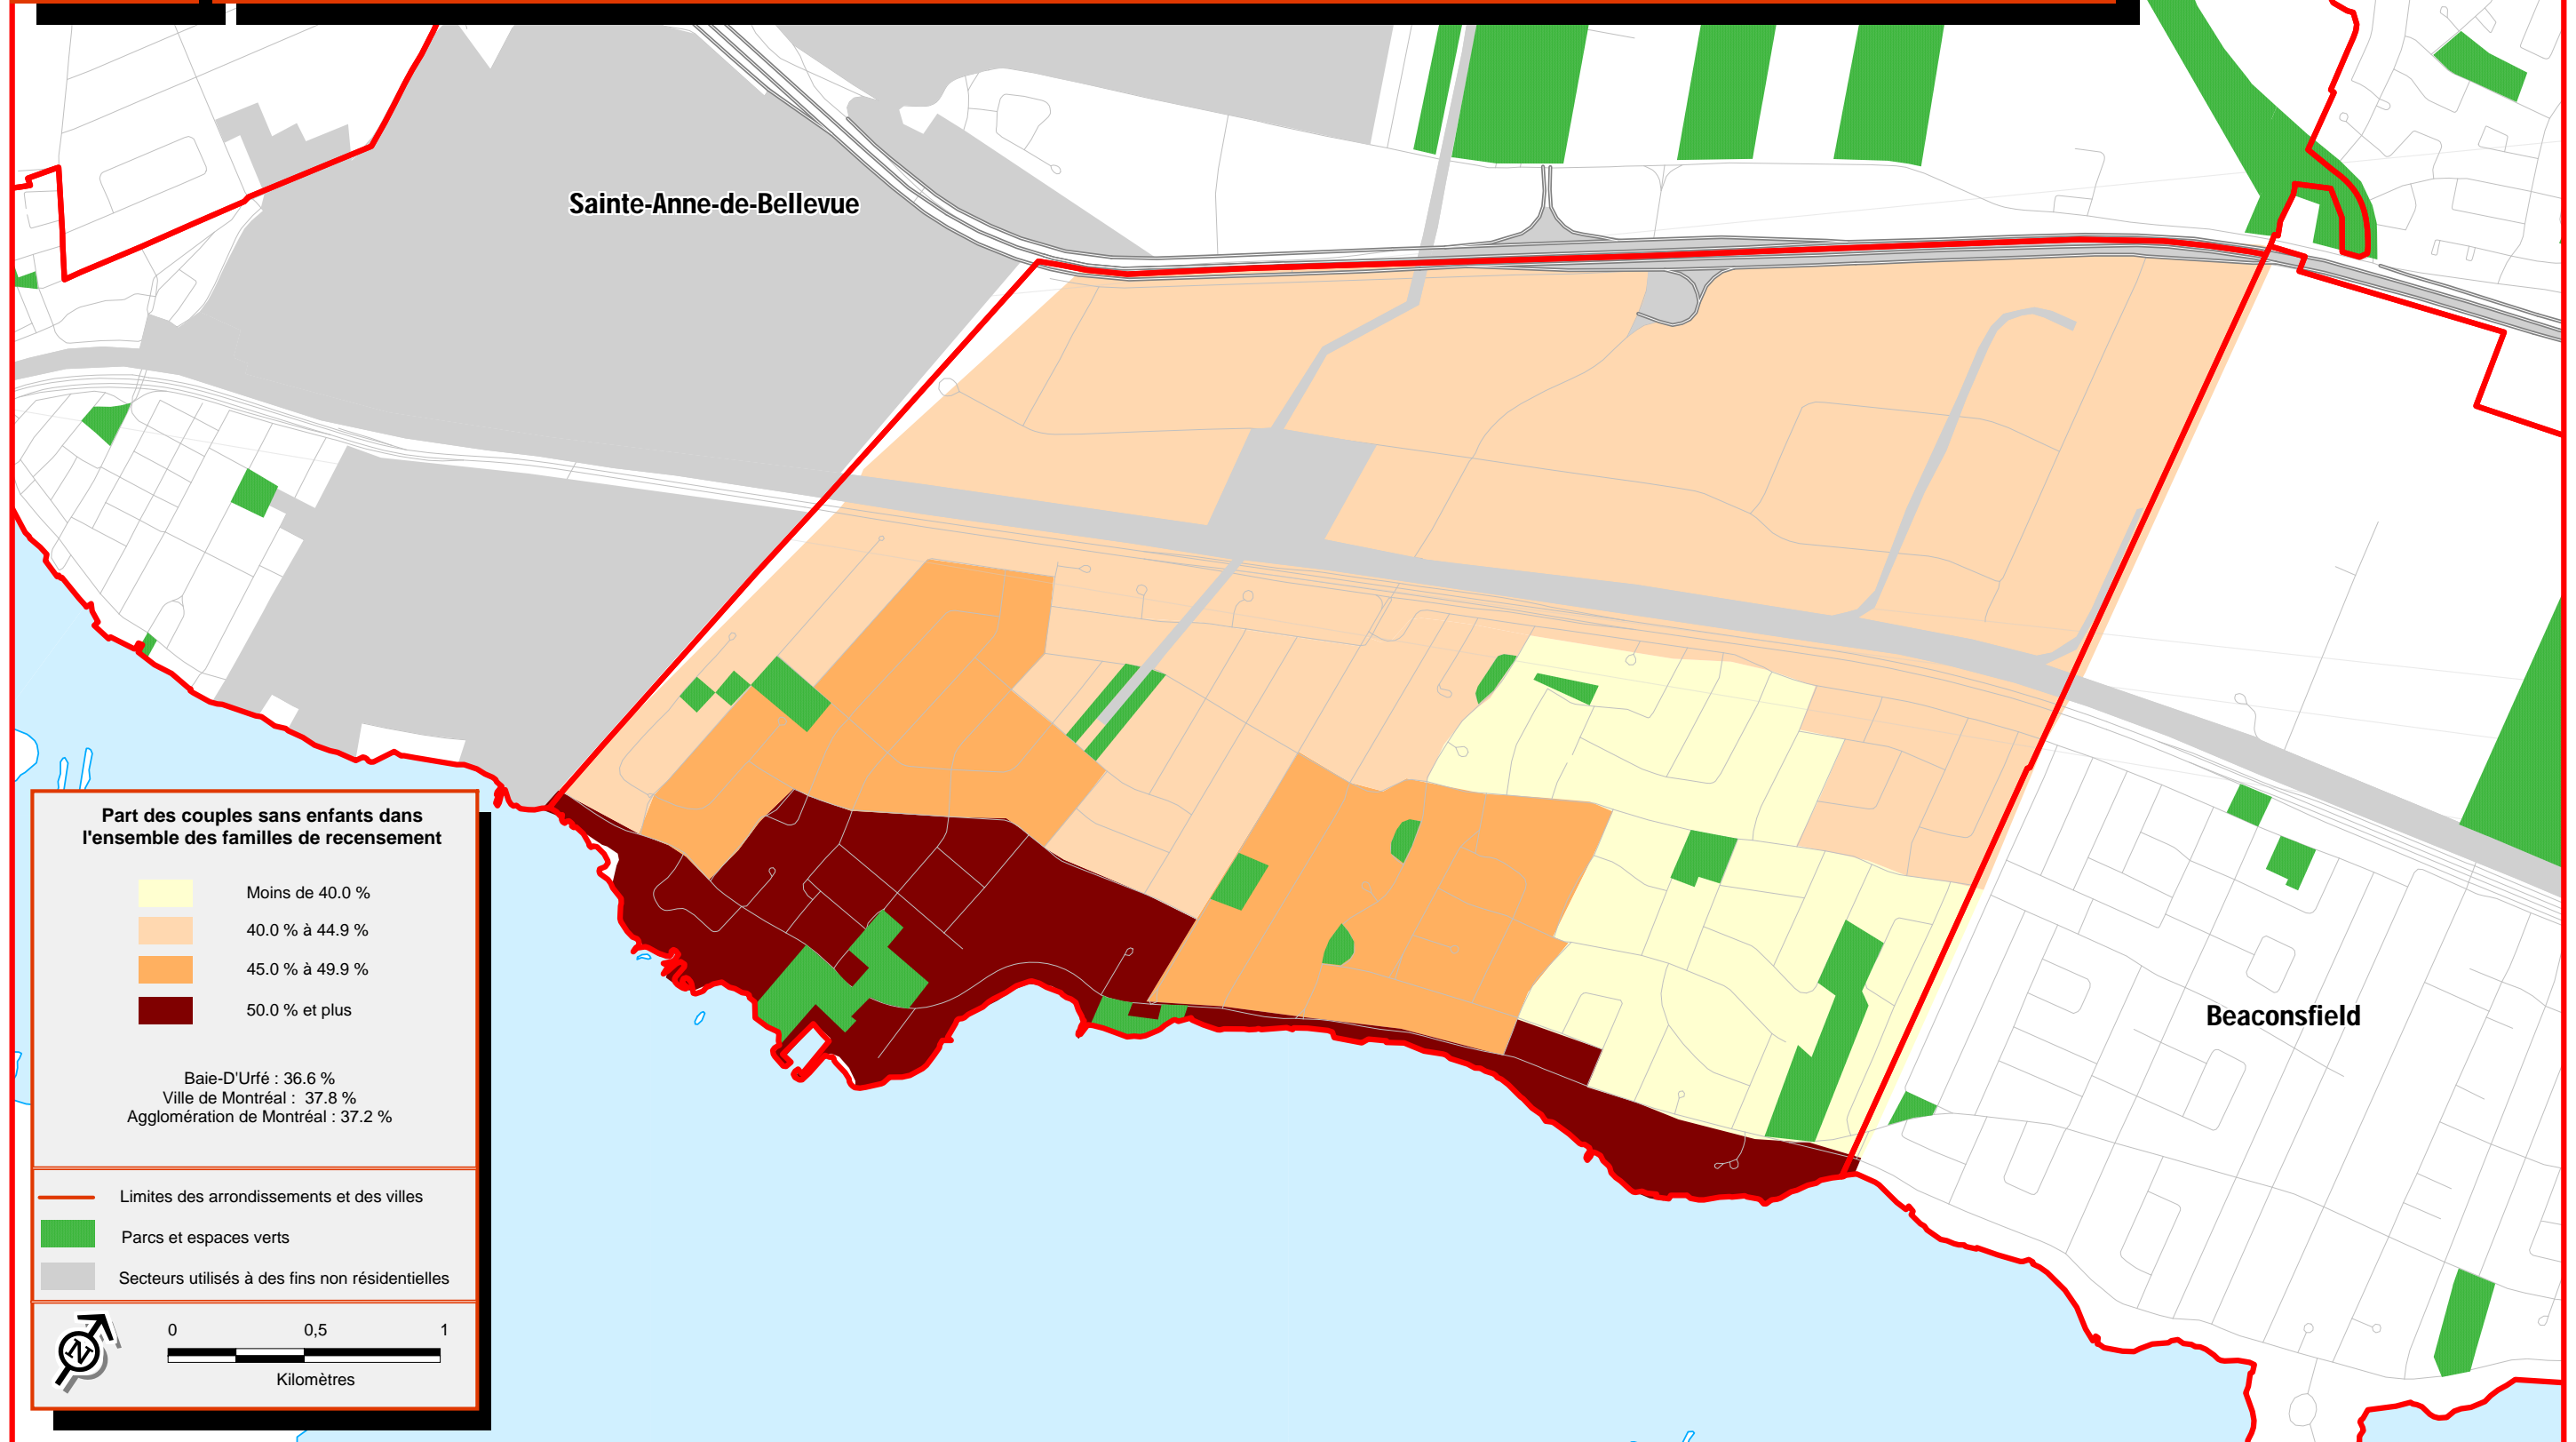 Sainte-Anne-de-Bellevue
Part des couples sans enfants dans
l'ensemble des familles de recensement
Moins de 40.0 %
40.0 % à 44.9 %
45.0 % à 49.9 %
50.0 % et plus
Baie-D'Urfé : 36.6 %
Ville de Montréal : 37.8 %
Agglomération de Montréal : 37.2 %
Beaconsfield
Limites des arrondissements et des villes
Parcs et espaces verts
Secteurs utilisés à des fins non résidentielles
N
0 0,5 1
Kilomètres